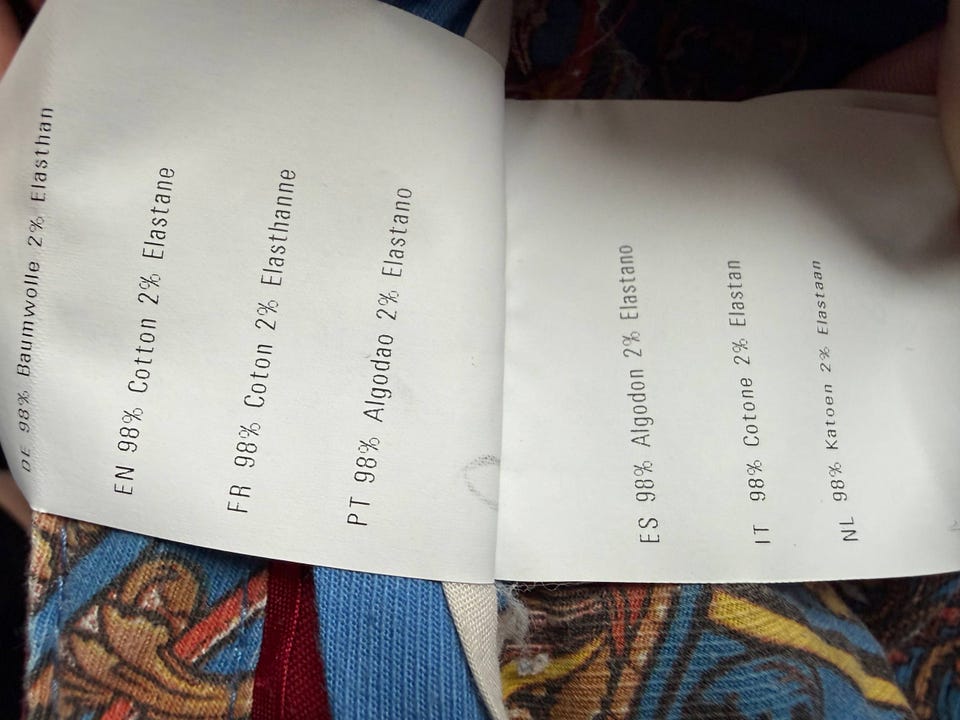 DE 98% Baumwolle 2% Elasthan
EN 98% Cotton 2% Elastane
FR 98% Coton 2% Elasthanne
PT 98% Algodao 2% Elastano
ES 98% Algodon 2% Elastano
IT 98% Cotone 2% Elastan
NL 98% Katoen 2% Elastaan